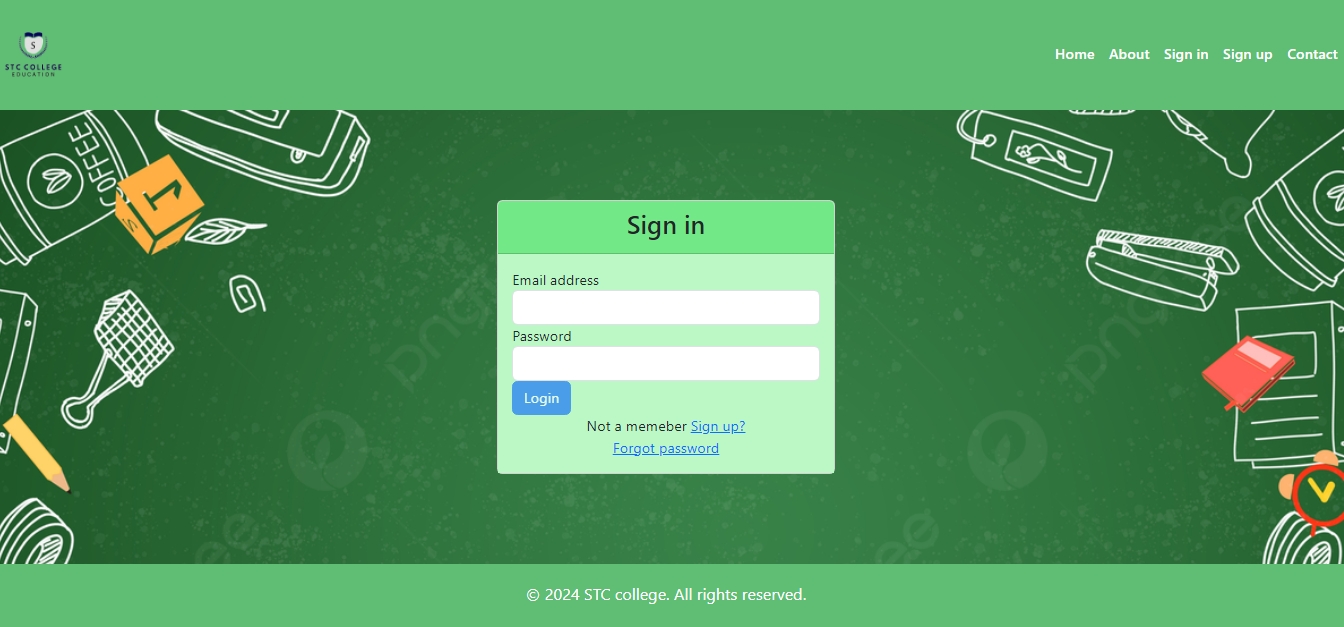 S
STC COLLEGE
EDUCATION
Home About Sign in Sign up Contact
COFFEE
1
Sign in
Email address
Password
Login
Not a memeber Sign up?
Forgot password
© 2024 STC college. All rights reserved.